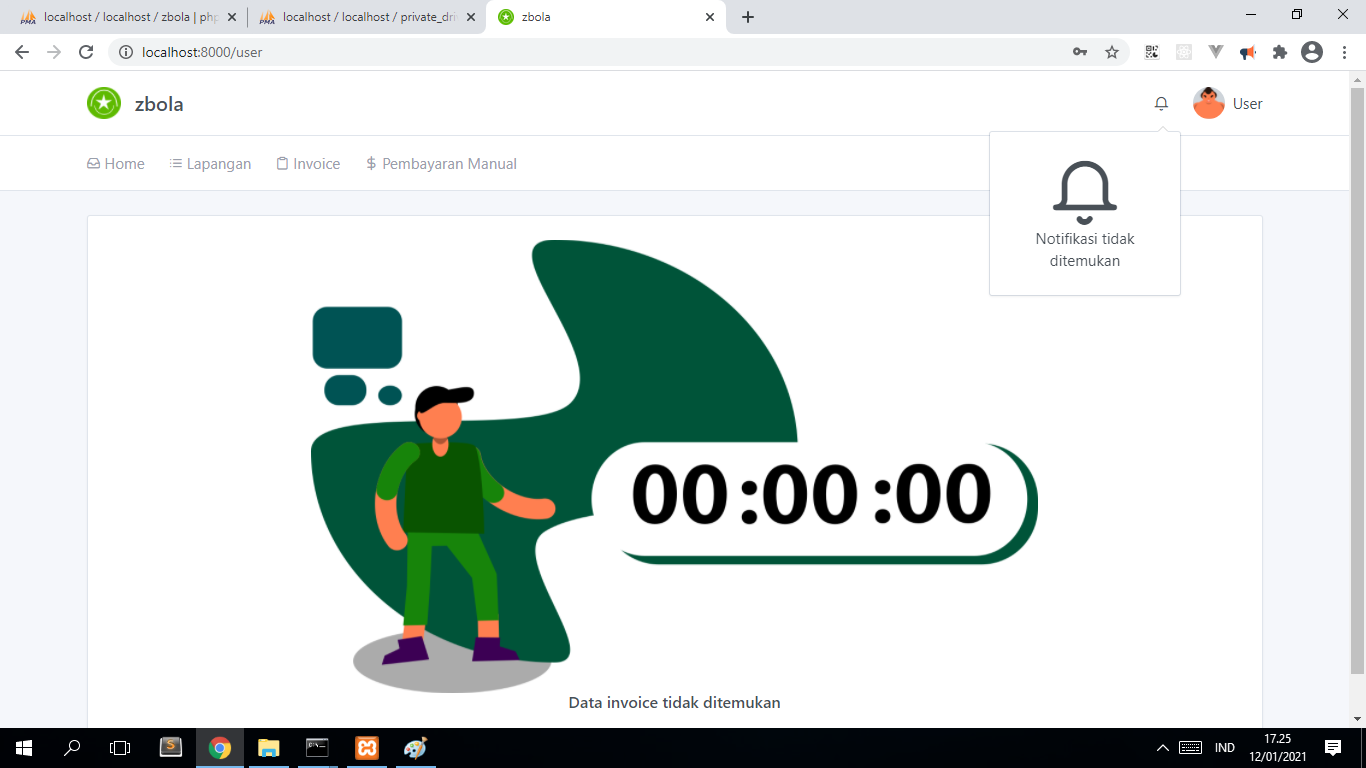 localhost / localhost / zbola | php
localhost / localhost / private_dri
zbola
localhost:8000/user
zbola
User
Home
Lapangan
Invoice
Pembayaran Manual
Notifikasi tidak
ditemukan
00:00:00
Data invoice tidak ditemukan
IND
17.25
12/01/2021